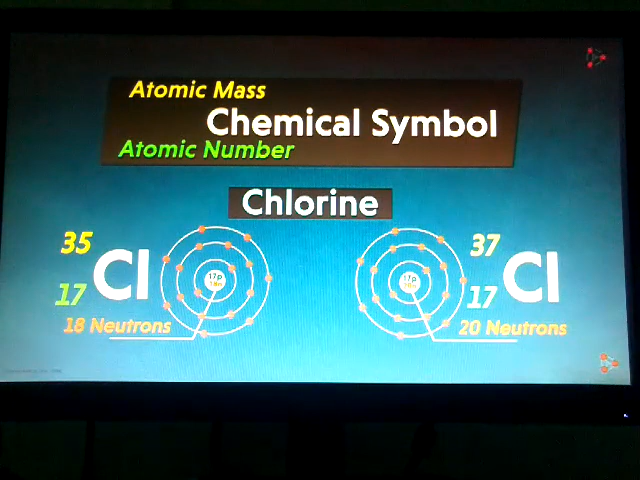 Atomic Mass
Chemical Symbol
Atomic Number
Chlorine
35
Cl
17
18 Neutrons
17p
18n
17p
37
Cl
17
20 Neutrons